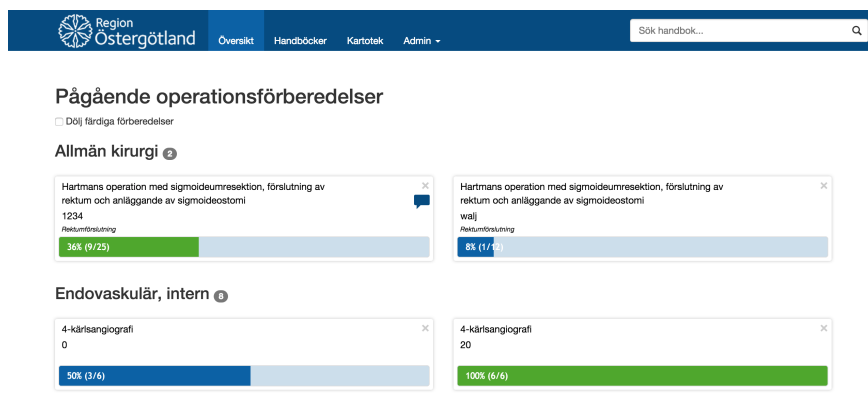 Region
Östergötland
Översikt Handböcker Kartotek Admin
Sök handbok...
Pågående operationsförberedelser
Dölj färdiga förberedelser
Allmän kirurgi 2
Hartmans operation med sigmoideumresektion, förslutning av
rektum och anläggande av sigmoideostomi
1234
Rektumförslutning
36% (9/25)
Hartmans operation med sigmoideumresektion, förslutning av
rektum och anläggande av sigmoideostomi
walj
Rektumförslutning
8% (1/12)
Endovaskulär, intern 8
4-kärlsangiografi
0
50% (3/6)
4-kärlsangiografi
20
100% (6/6)